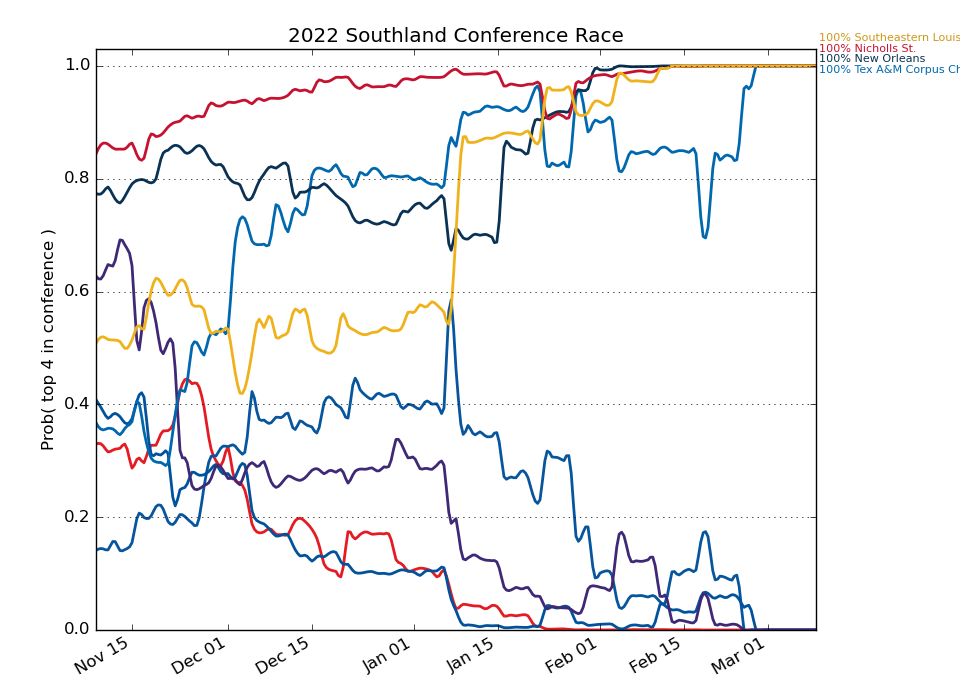 2022 Southland Conference Race
100% Southeastern Louis
100% Nicholls St.
100% New Orleans
100% Tex A&M Corpus Ch
Prob( top 4 in conference )
1.0
0.8
0.6
0.4
0.2
0.0
Nov 15
Dec 01
Dec 15
Jan 01
Jan 15
Feb 01
Feb 15
Mar 01